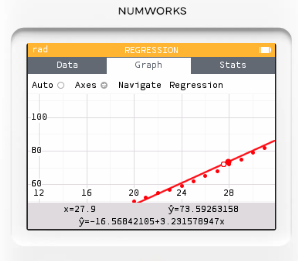 NUMWORKS
rad REGRESSION
Data Graph Stats
Auto Axes Navigate Regression
100
80
60
12 16 20 24 28
x=27.9 ŷ=73.59263158
ŷ=-16.56842105+3.231578947x